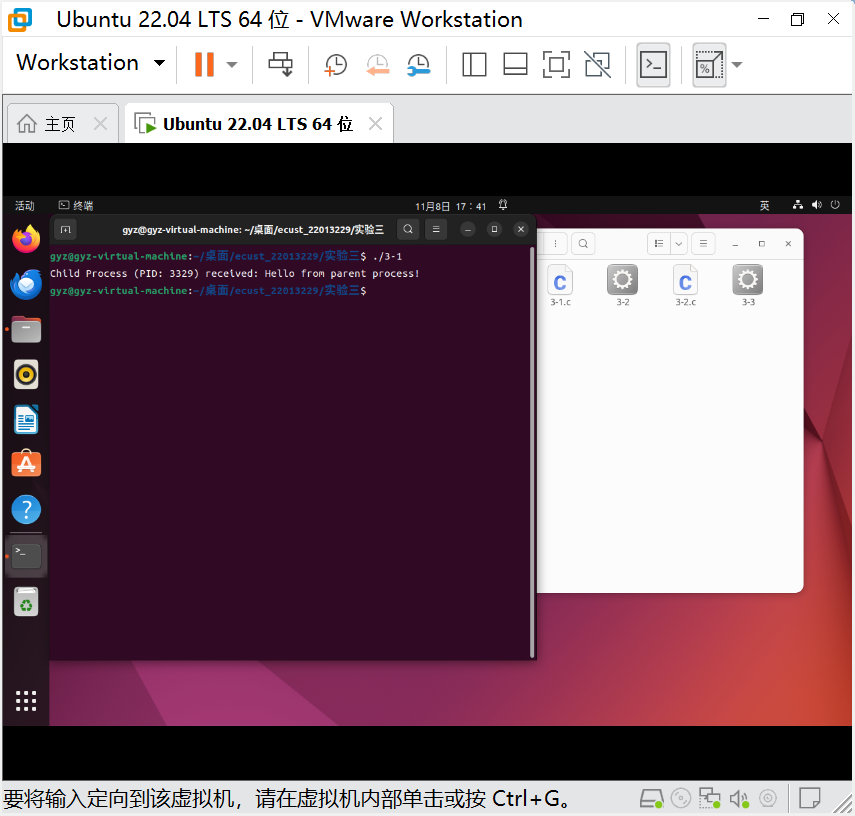 Ubuntu 22.04 LTS 64 位 - VMware Workstation
Workstation
主页
Ubuntu 22.04 LTS 64 位
活动
终端
11月8日 17：41
英
gyz@gyz-virtual-machine: ~/桌面/ecust_22013229/实验三
gyz@gyz-virtual-machine:~/桌面/ecust_22013229/实验三$ ./3-1
Child Process (PID: 3329) received: Hello from parent process!
gyz@gyz-virtual-machine:~/桌面/ecust_22013229/实验三$
3-1.c
3-2
3-2.c
3-3
要将输入定向到该虚拟机，请在虚拟机内部单击或按 Ctrl+G。